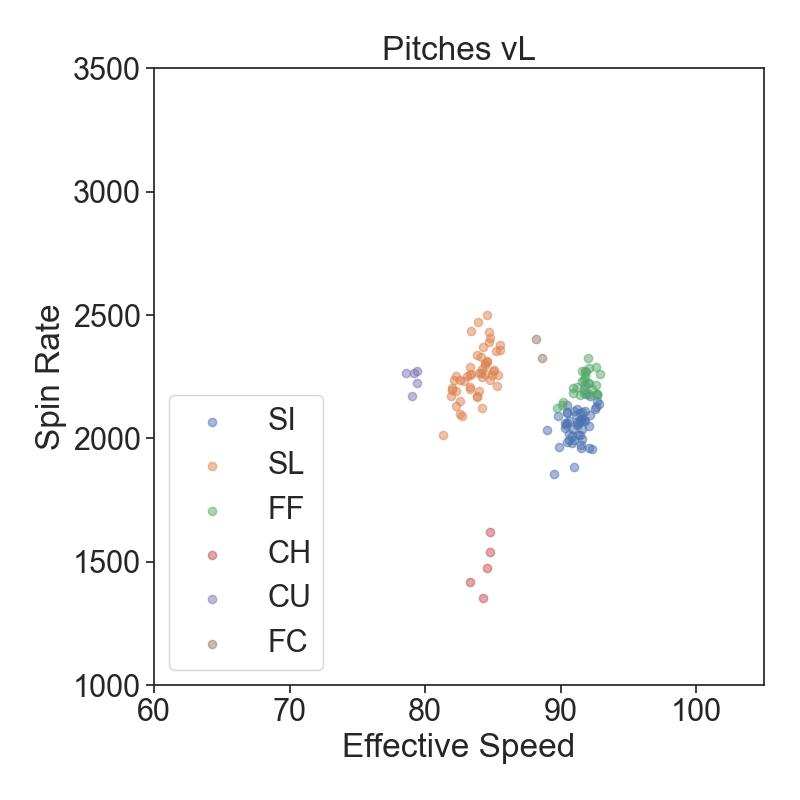 Pitches vL
3500
3000
2500
2000
1500
1000
Spin Rate
SI
SL
FF
CH
CU
FC
60 70 80 90 100
Effective Speed